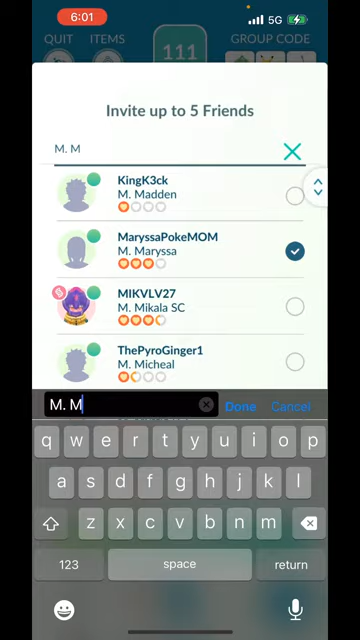 6:01
5G
QUIT
ITEMS
111
GROUP CODE
Invite up to 5 Friends
M. M
KingK3ck
M. Madden
MaryssaPokeMOM
M. Maryssa
MIKVLV27
M. Mikala SC
ThePyroGinger1
M. Micheal
M. M
Done
Cancel
q w e r t y u i o p
a s d f g h j k l
z x c v b n m
123
space
return